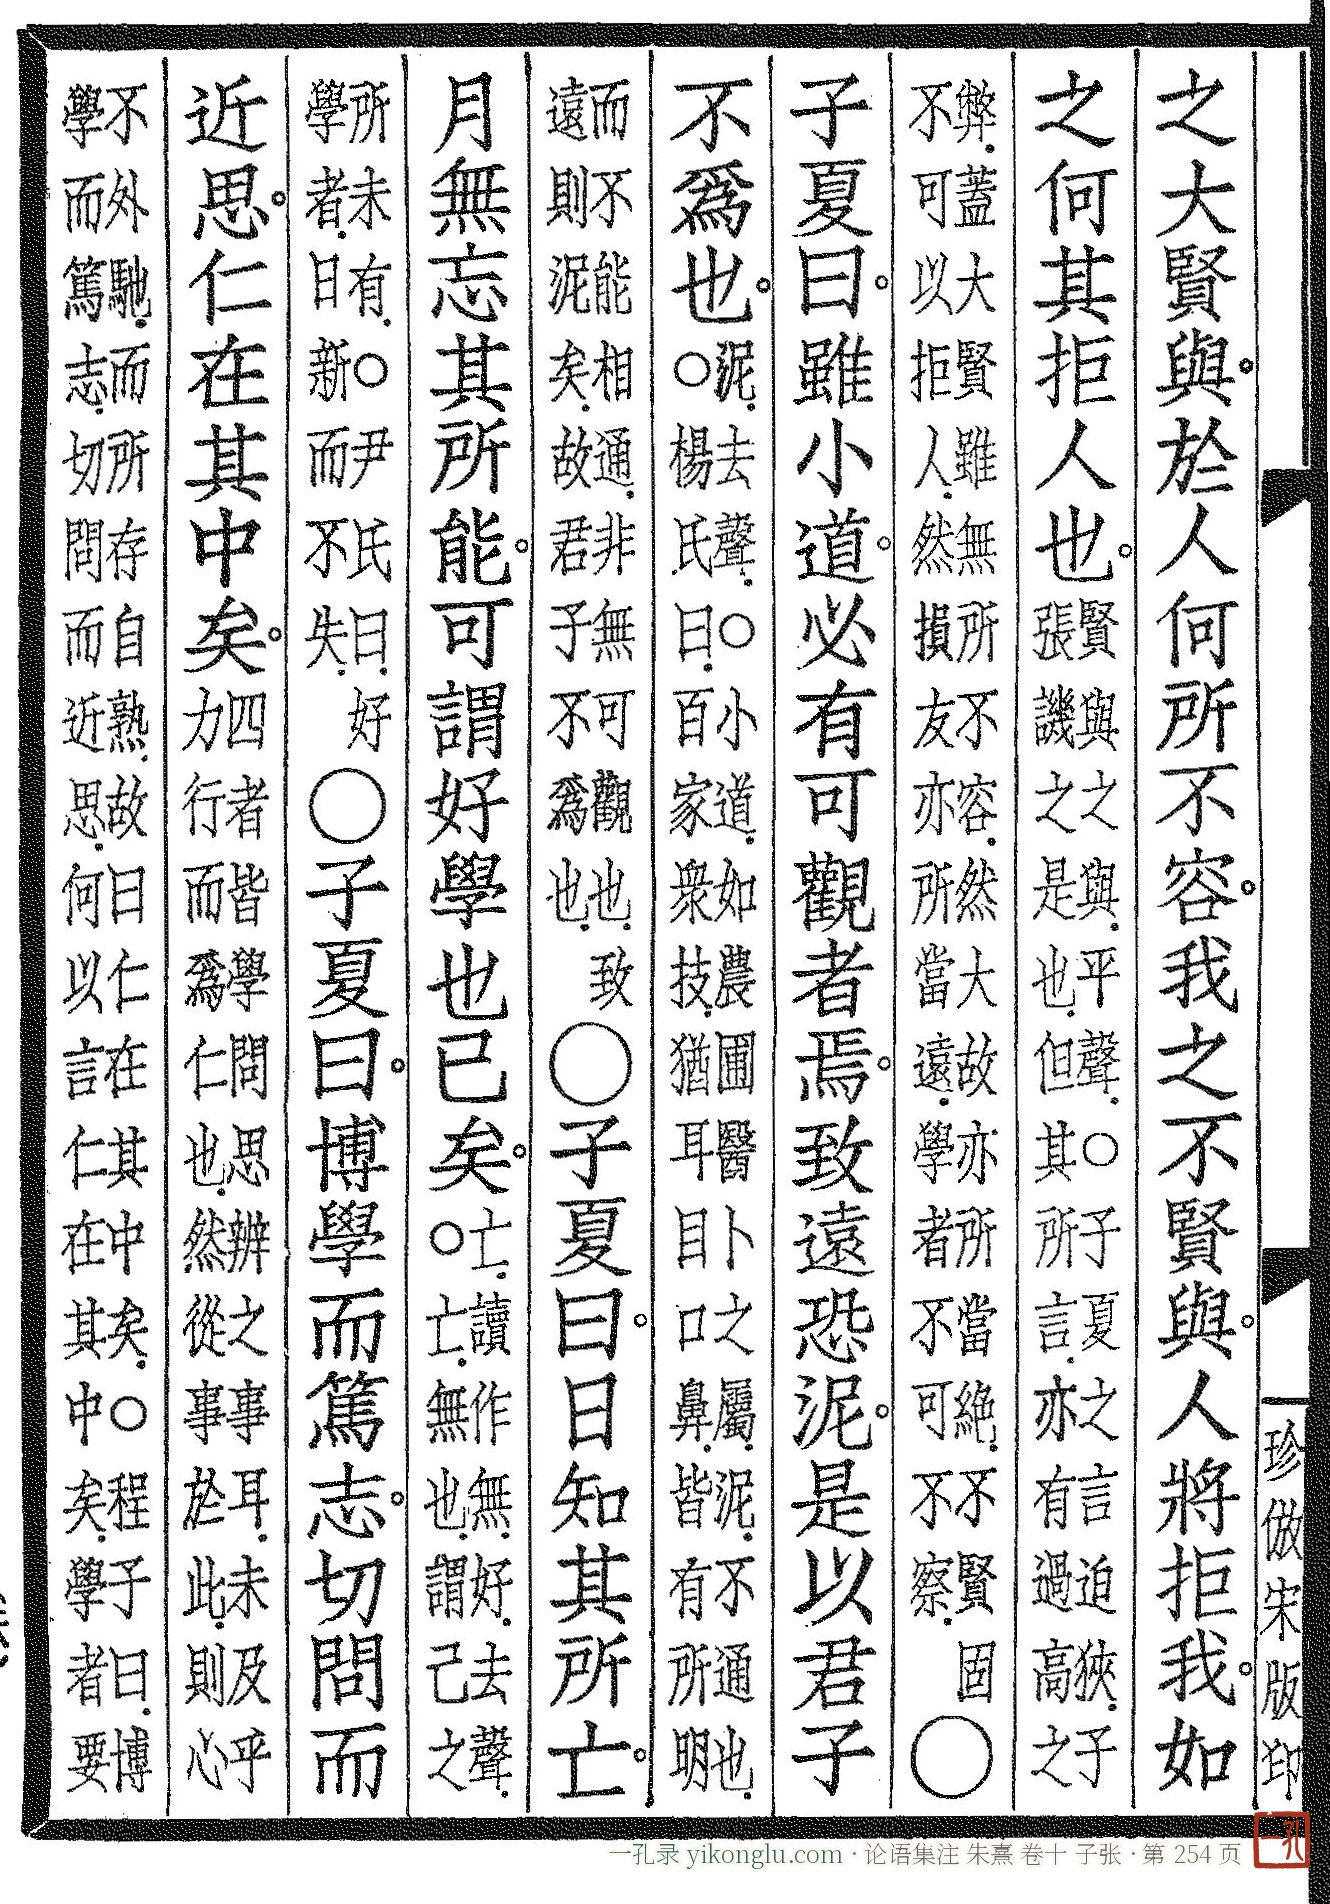 之大賢與。於人何所不容。我之不賢與。人將拒我。如
之何其拒人也。
賢與之與.平聲.○子夏之言迫狹.子
張譏之是也.但其所言.亦有過高之
弊.蓋大賢雖無所不容.然大故亦所當絶.不賢固
不可以拒人.然損友亦所當遠.學者不可不察.
○
子夏曰。雖小道。必有可觀者焉。致遠恐泥。是以君子
不爲也。
泥.去聲.○小道.如農圃醫卜之屬.泥.不通也.
○楊氏曰.百家衆技.猶耳目口鼻.皆有所明
而不能相通.非無可觀也.致
遠則泥矣.故君子不爲也.
○子夏曰。日知其所亡。
月無忘其所能。可謂好學也已矣。
亡.讀作無.好.去聲.
○亡.無也.謂己之
所未有.○尹氏曰.好
學者.日新而不失.
○子夏曰。博學而篤志。切問而
近思。仁在其中矣。
四者皆學問思辨之事耳.未及乎
力行而爲仁也.然從事於此.則心
不外馳.而所存自熟.故曰仁在其中矣.○程子曰.博
學而篤志.切問而近思.何以言仁在其中矣.學者要
珍倣宋版印
一孔
一孔录 yikonglu.com · 论语集注 朱熹 卷十 子张 · 第 254 页